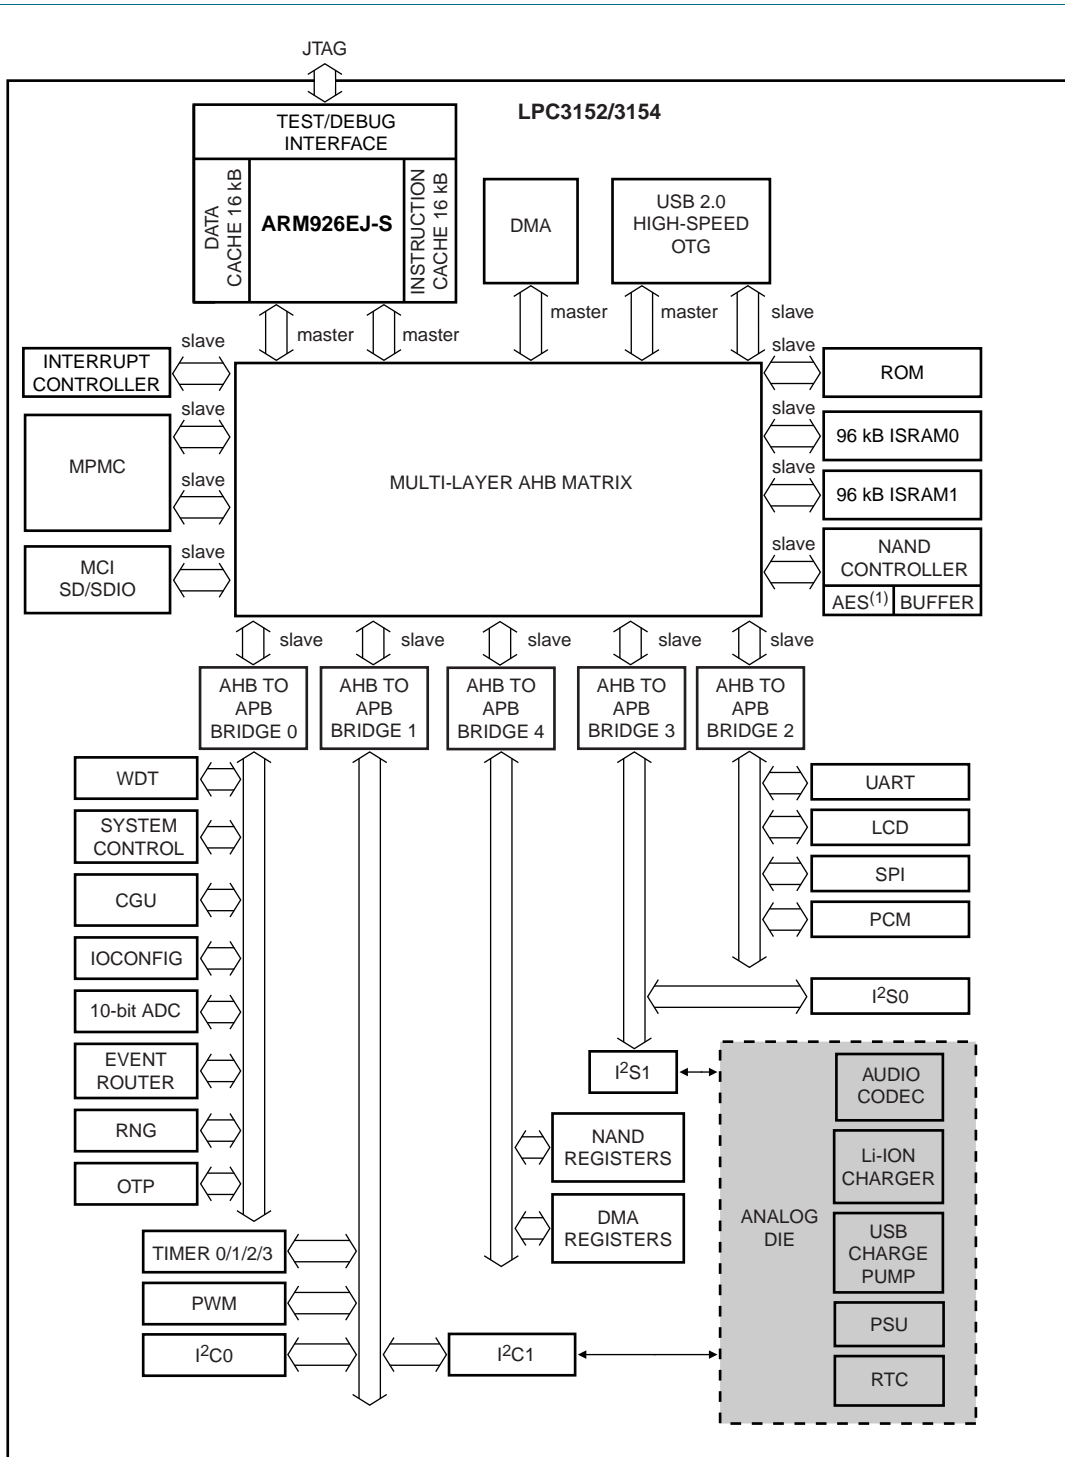 JTAG
LPC3152/3154
TEST/DEBUG
INTERFACE
DATA
CACHE 16 kB
ARM926EJ-S
INSTRUCTION
CACHE 16 kB
DMA
USB 2.0
HIGH-SPEED
OTG
master
master
master
master
slave
slave
INTERRUPT
CONTROLLER
slave
MPMC
slave
slave
MCI
SD/SDIO
MULTI-LAYER AHB MATRIX
slave
ROM
slave
96 kB ISRAM0
slave
96 kB ISRAM1
slave
NAND
CONTROLLER
AES(1)
BUFFER
slave
slave
slave
slave
slave
AHB TO
APB
BRIDGE 0
AHB TO
APB
BRIDGE 1
AHB TO
APB
BRIDGE 4
AHB TO
APB
BRIDGE 3
AHB TO
APB
BRIDGE 2
WDT
SYSTEM
CONTROL
CGU
IOCONFIG
10-bit ADC
EVENT
ROUTER
RNG
OTP
UART
LCD
SPI
PCM
I2S0
I2S1
NAND
REGISTERS
DMA
REGISTERS
TIMER 0/1/2/3
PWM
I2C0
I2C1
ANALOG
DIE
AUDIO
CODEC
Li-ION
CHARGER
USB
CHARGE
PUMP
PSU
RTC